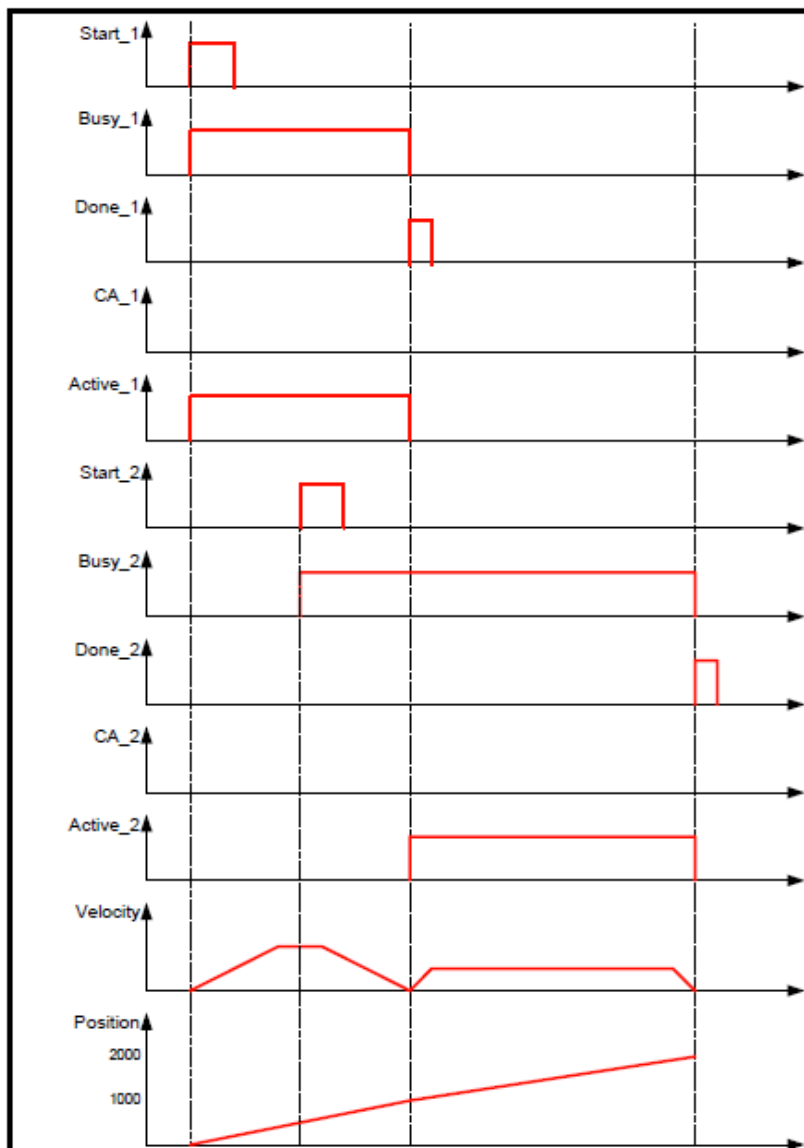 Start_1
Busy_1
Done_1
CA_1
Active_1
Start_2
Busy_2
Done_2
CA_2
Active_2
Velocity
Position
2000
1000